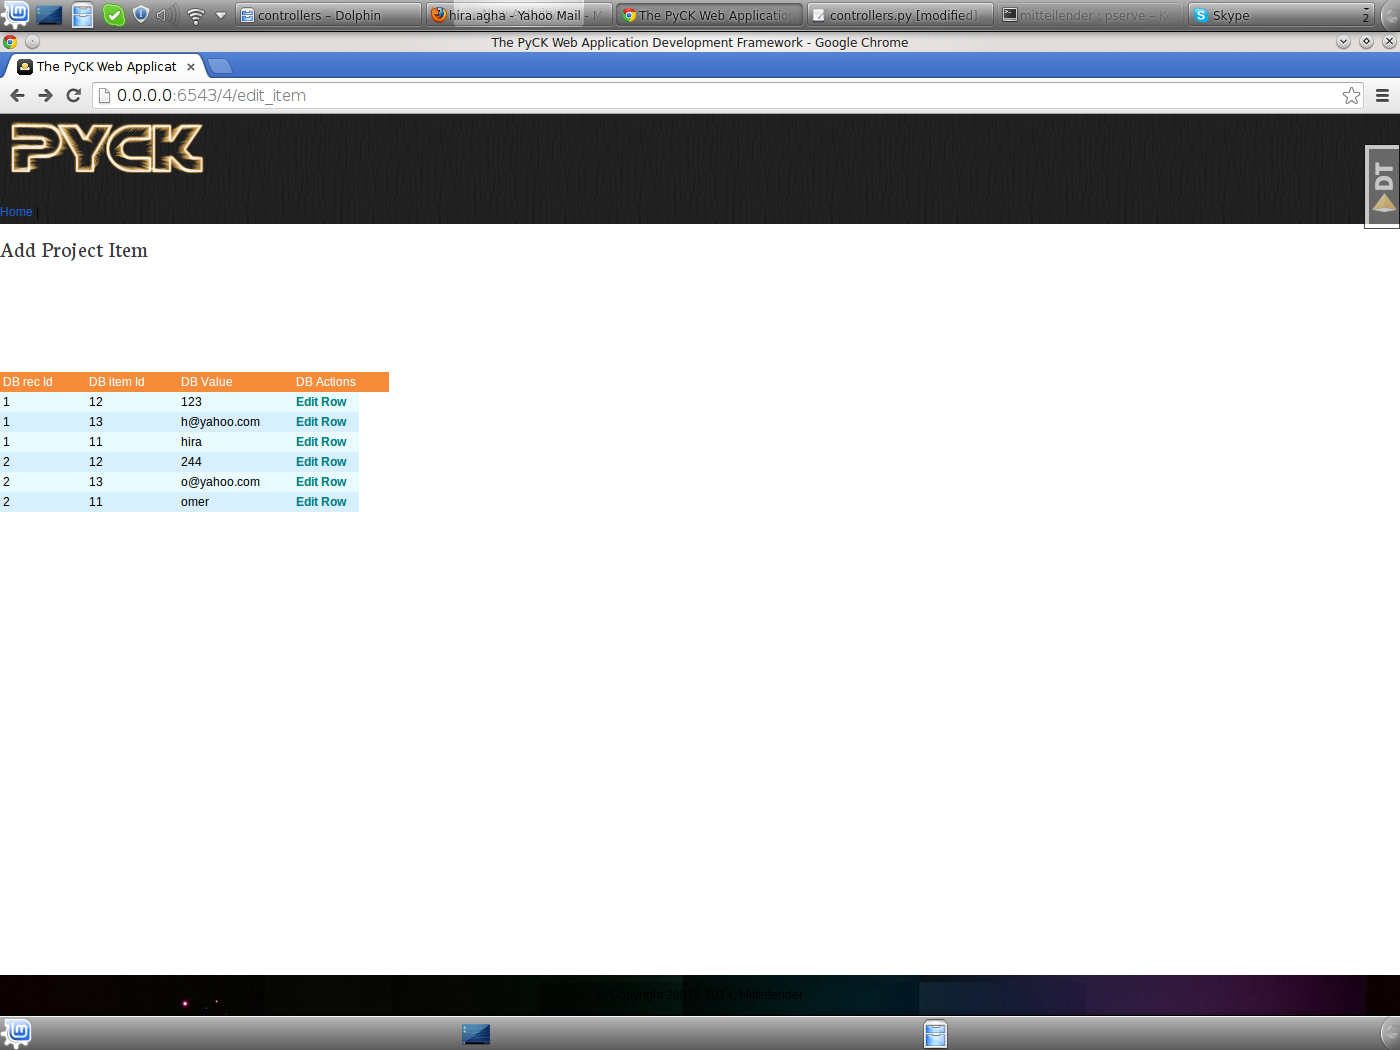 controllers – Dolphin
hira.agha - Yahoo Mail - M
The PyCK Web Application
controllers.py [modified]
mitteilender : pserve – Ko
Skype
2
The PyCK Web Application Development Framework - Google Chrome
The PyCK Web Applicat
0.0.0.0:6543/4/edit_item
PYCK
DT
Home |
Add Project Item
DB rec Id DB item Id DB Value DB Actions
1 12 123 Edit Row
1 13 h@yahoo.com Edit Row
1 11 hira Edit Row
2 12 244 Edit Row
2 13 o@yahoo.com Edit Row
2 11 omer Edit Row
Copyright